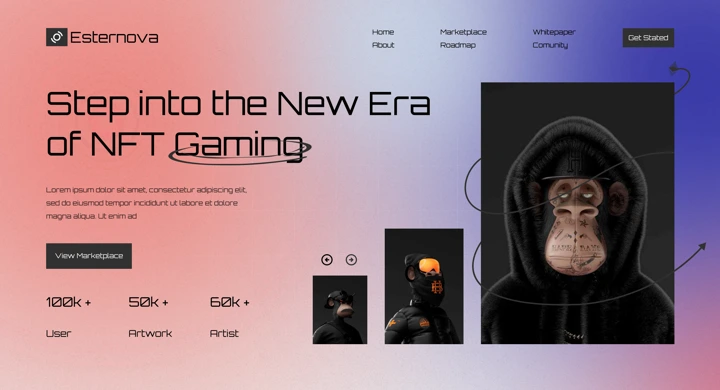 Esternova
Home
About
Marketplace
Roadmap
Whitepaper
Comunity
Get Stated
Step into the New Era
of NFT Gaming
Lorem ipsum dolor sit amet, consectetur adipiscing elit,
sed do eiusmod tempor incididunt ut labore et dolore
magna aliqua. Ut enim ad
View Marketplace
100k +
User
50k +
Artwork
60k +
Artist